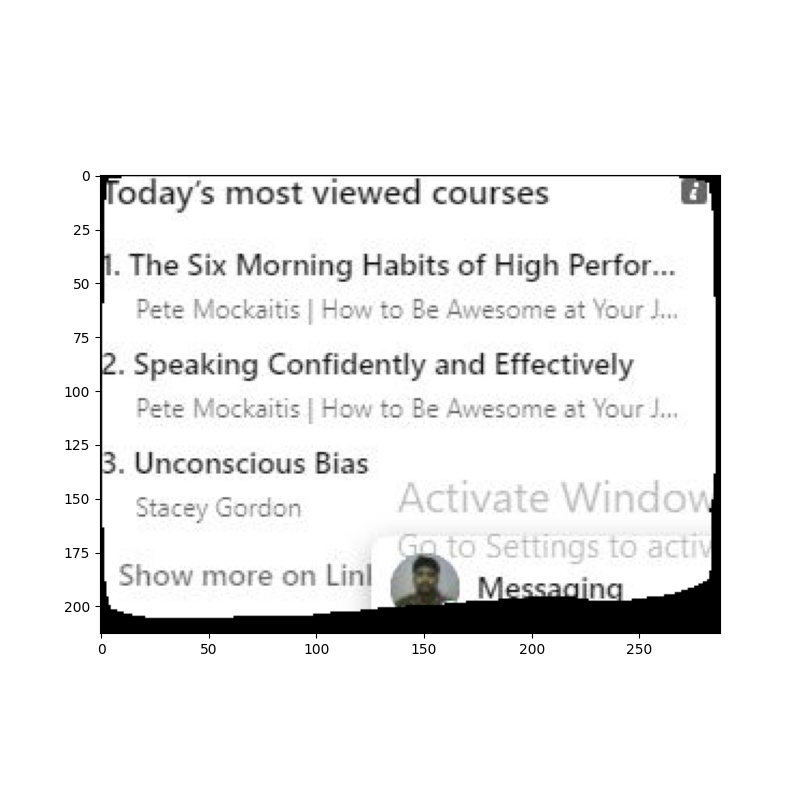 Today's most viewed courses
1. The Six Morning Habits of High Perfor...
Pete Mockaitis | How to Be Awesome at Your J...
2. Speaking Confidently and Effectively
Pete Mockaitis | How to Be Awesome at Your J...
3. Unconscious Bias
Stacey Gordon
Activate Window
Go to Settings to activ
Show more on Link
Messaging
0
25
50
75
100
125
150
175
200
0 50 100 150 200 250